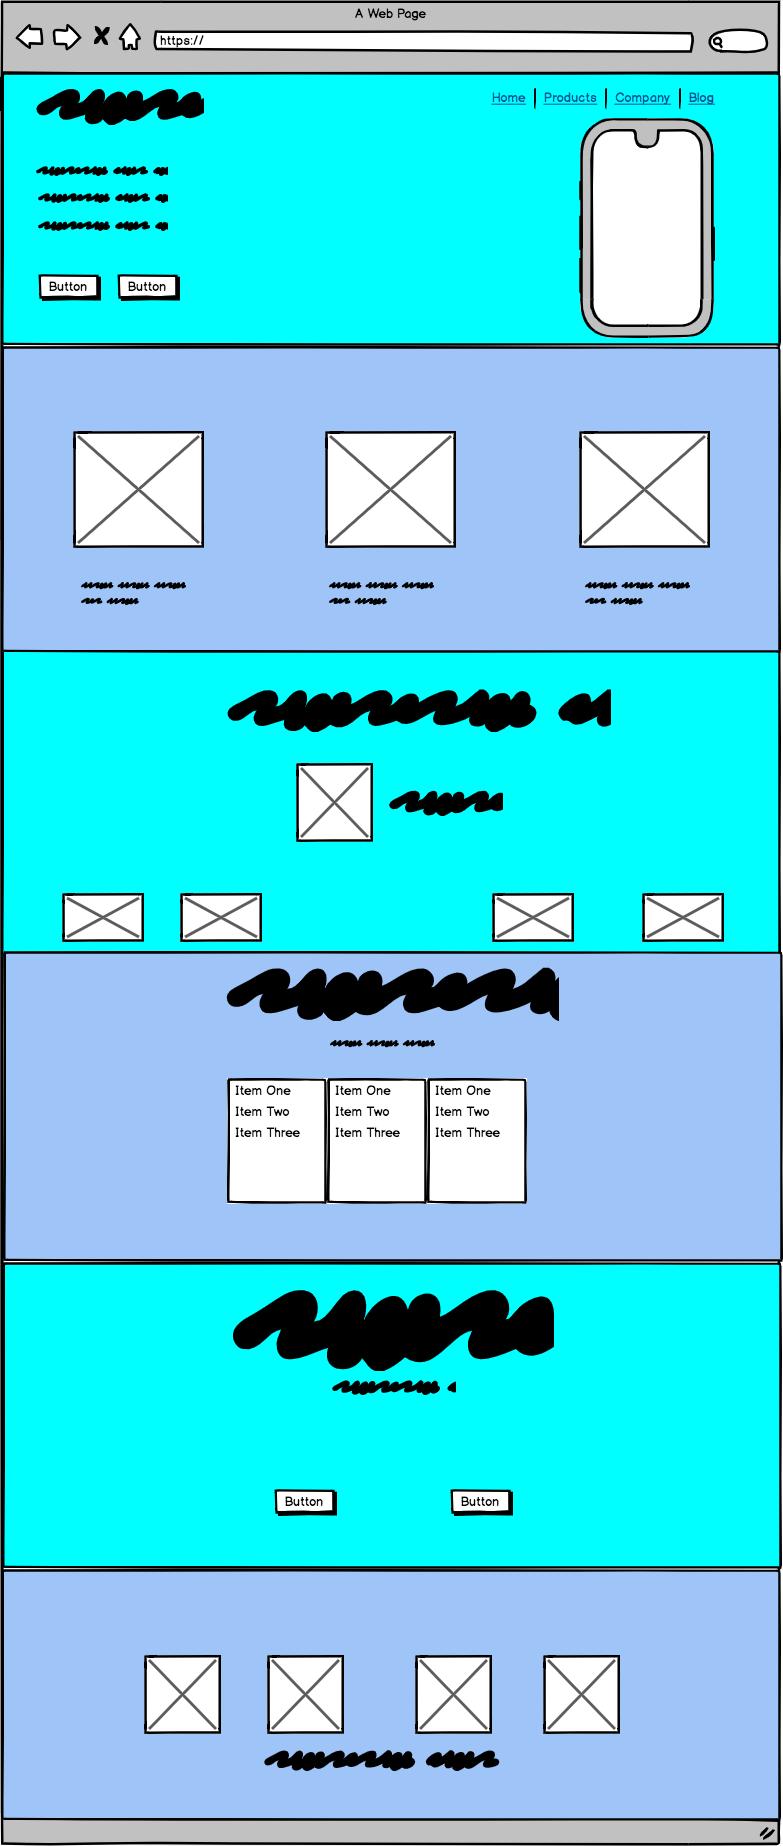 A Web Page
https://
Home Products Company Blog
Button Button
Item One Item One Item One
Item Two Item Two Item Two
Item Three Item Three Item Three
Button Button